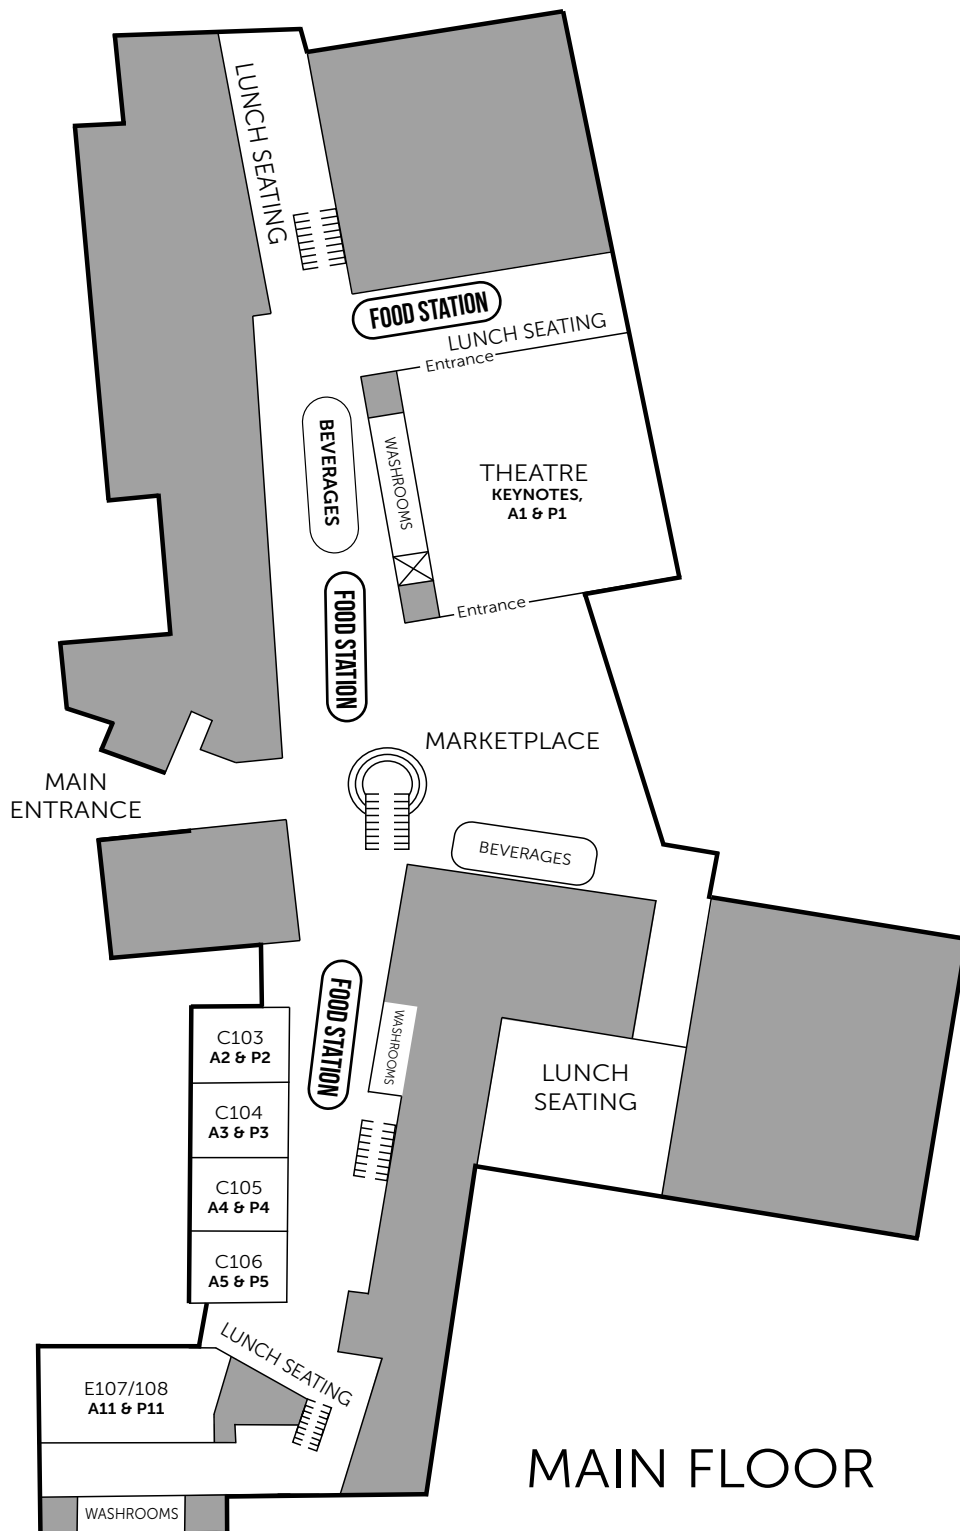 LUNCH SEATING
FOOD STATION
LUNCH SEATING
Entrance
BEVERAGES
WASHROOMS
THEATRE
KEYNOTES,
A1 & P1
Entrance
FOOD STATION
MARKETPLACE
MAIN
ENTRANCE
BEVERAGES
FOOD STATION
WASHROOMS
C103
A2 & P2
LUNCH
SEATING
C104
A3 & P3
C105
A4 & P4
C106
A5 & P5
LUNCH SEATING
E107/108
A11 & P11
MAIN FLOOR
WASHROOMS